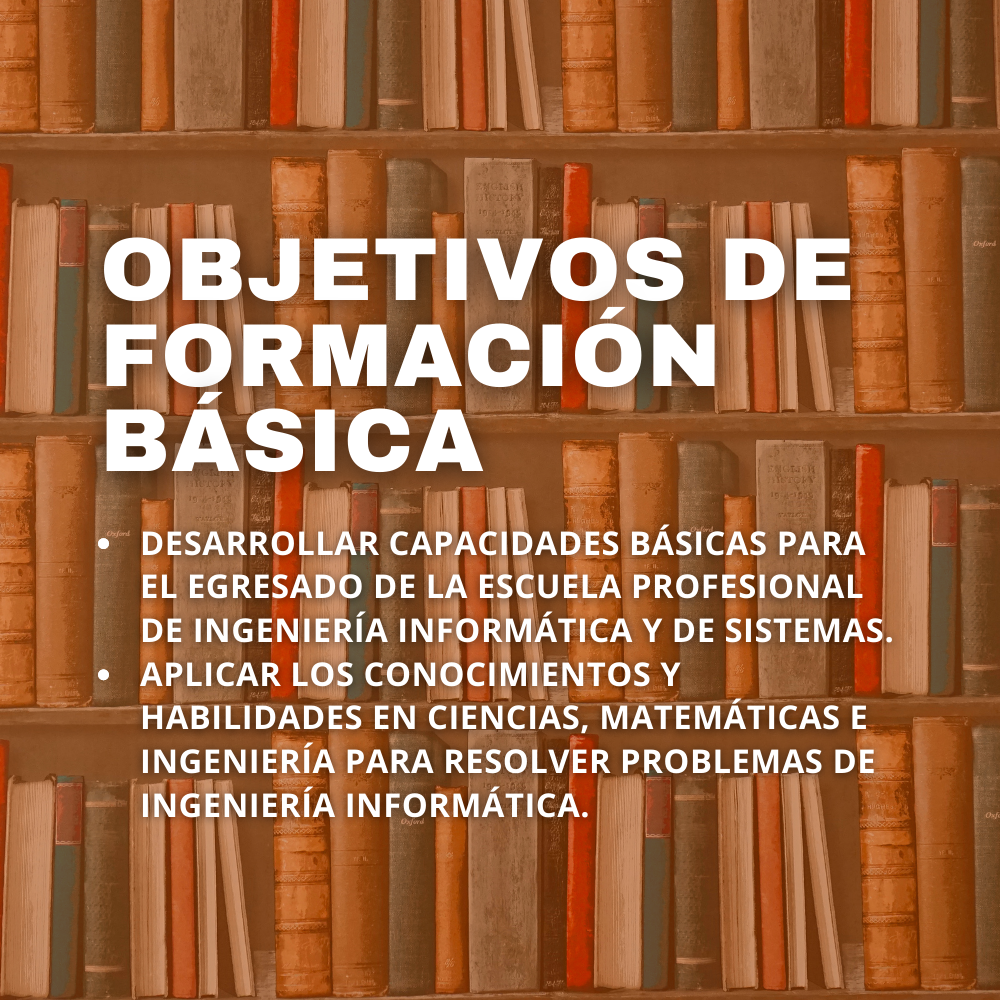 OBJETIVOS DE
FORMACIÓN
BÁSICA
• DESARROLLAR CAPACIDADES BÁSICAS PARA
EL EGRESADO DE LA ESCUELA PROFESIONAL
DE INGENIERÍA INFORMÁTICA Y DE SISTEMAS.
• APLICAR LOS CONOCIMIENTOS Y
HABILIDADES EN CIENCIAS, MATEMÁTICAS E
INGENIERÍA PARA RESOLVER PROBLEMAS DE
INGENIERÍA INFORMÁTICA.